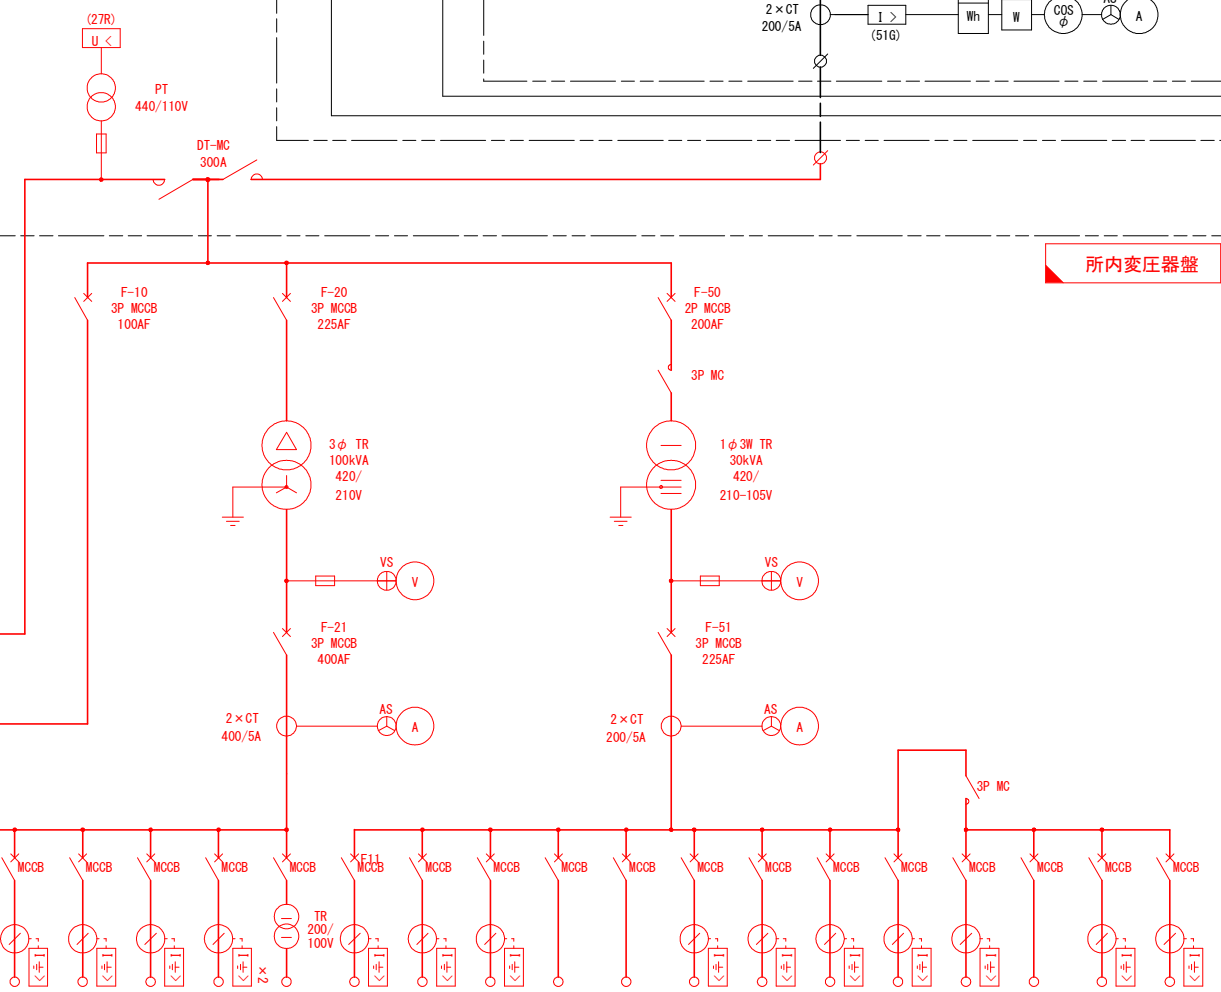 (27R)
U <
PT
440/110V
DT-MC
300A
2×CT
200/5A
I >
(51G)
Wh
W
COS
φ
AS
A
所内変圧器盤
F-10
3P MCCB
100AF
F-20
3P MCCB
225AF
F-50
2P MCCB
200AF
3P MC
3φ TR
100kVA
420/
210V
1φ3W TR
30kVA
420/
210-105V
VS
V
VS
V
F-21
3P MCCB
400AF
F-51
3P MCCB
225AF
2×CT
400/5A
AS
A
2×CT
200/5A
AS
A
3P MC
MCCB
MCCB
MCCB
MCCB
MCCB
F11
MCCB
MCCB
MCCB
MCCB
MCCB
MCCB
MCCB
MCCB
MCCB
MCCB
MCCB
MCCB
MCCB
TR
200/
100V
I >
I >
I >
I >
×2
I >
I >
I >
I >
I >
I >
I >
I >
I >
I >